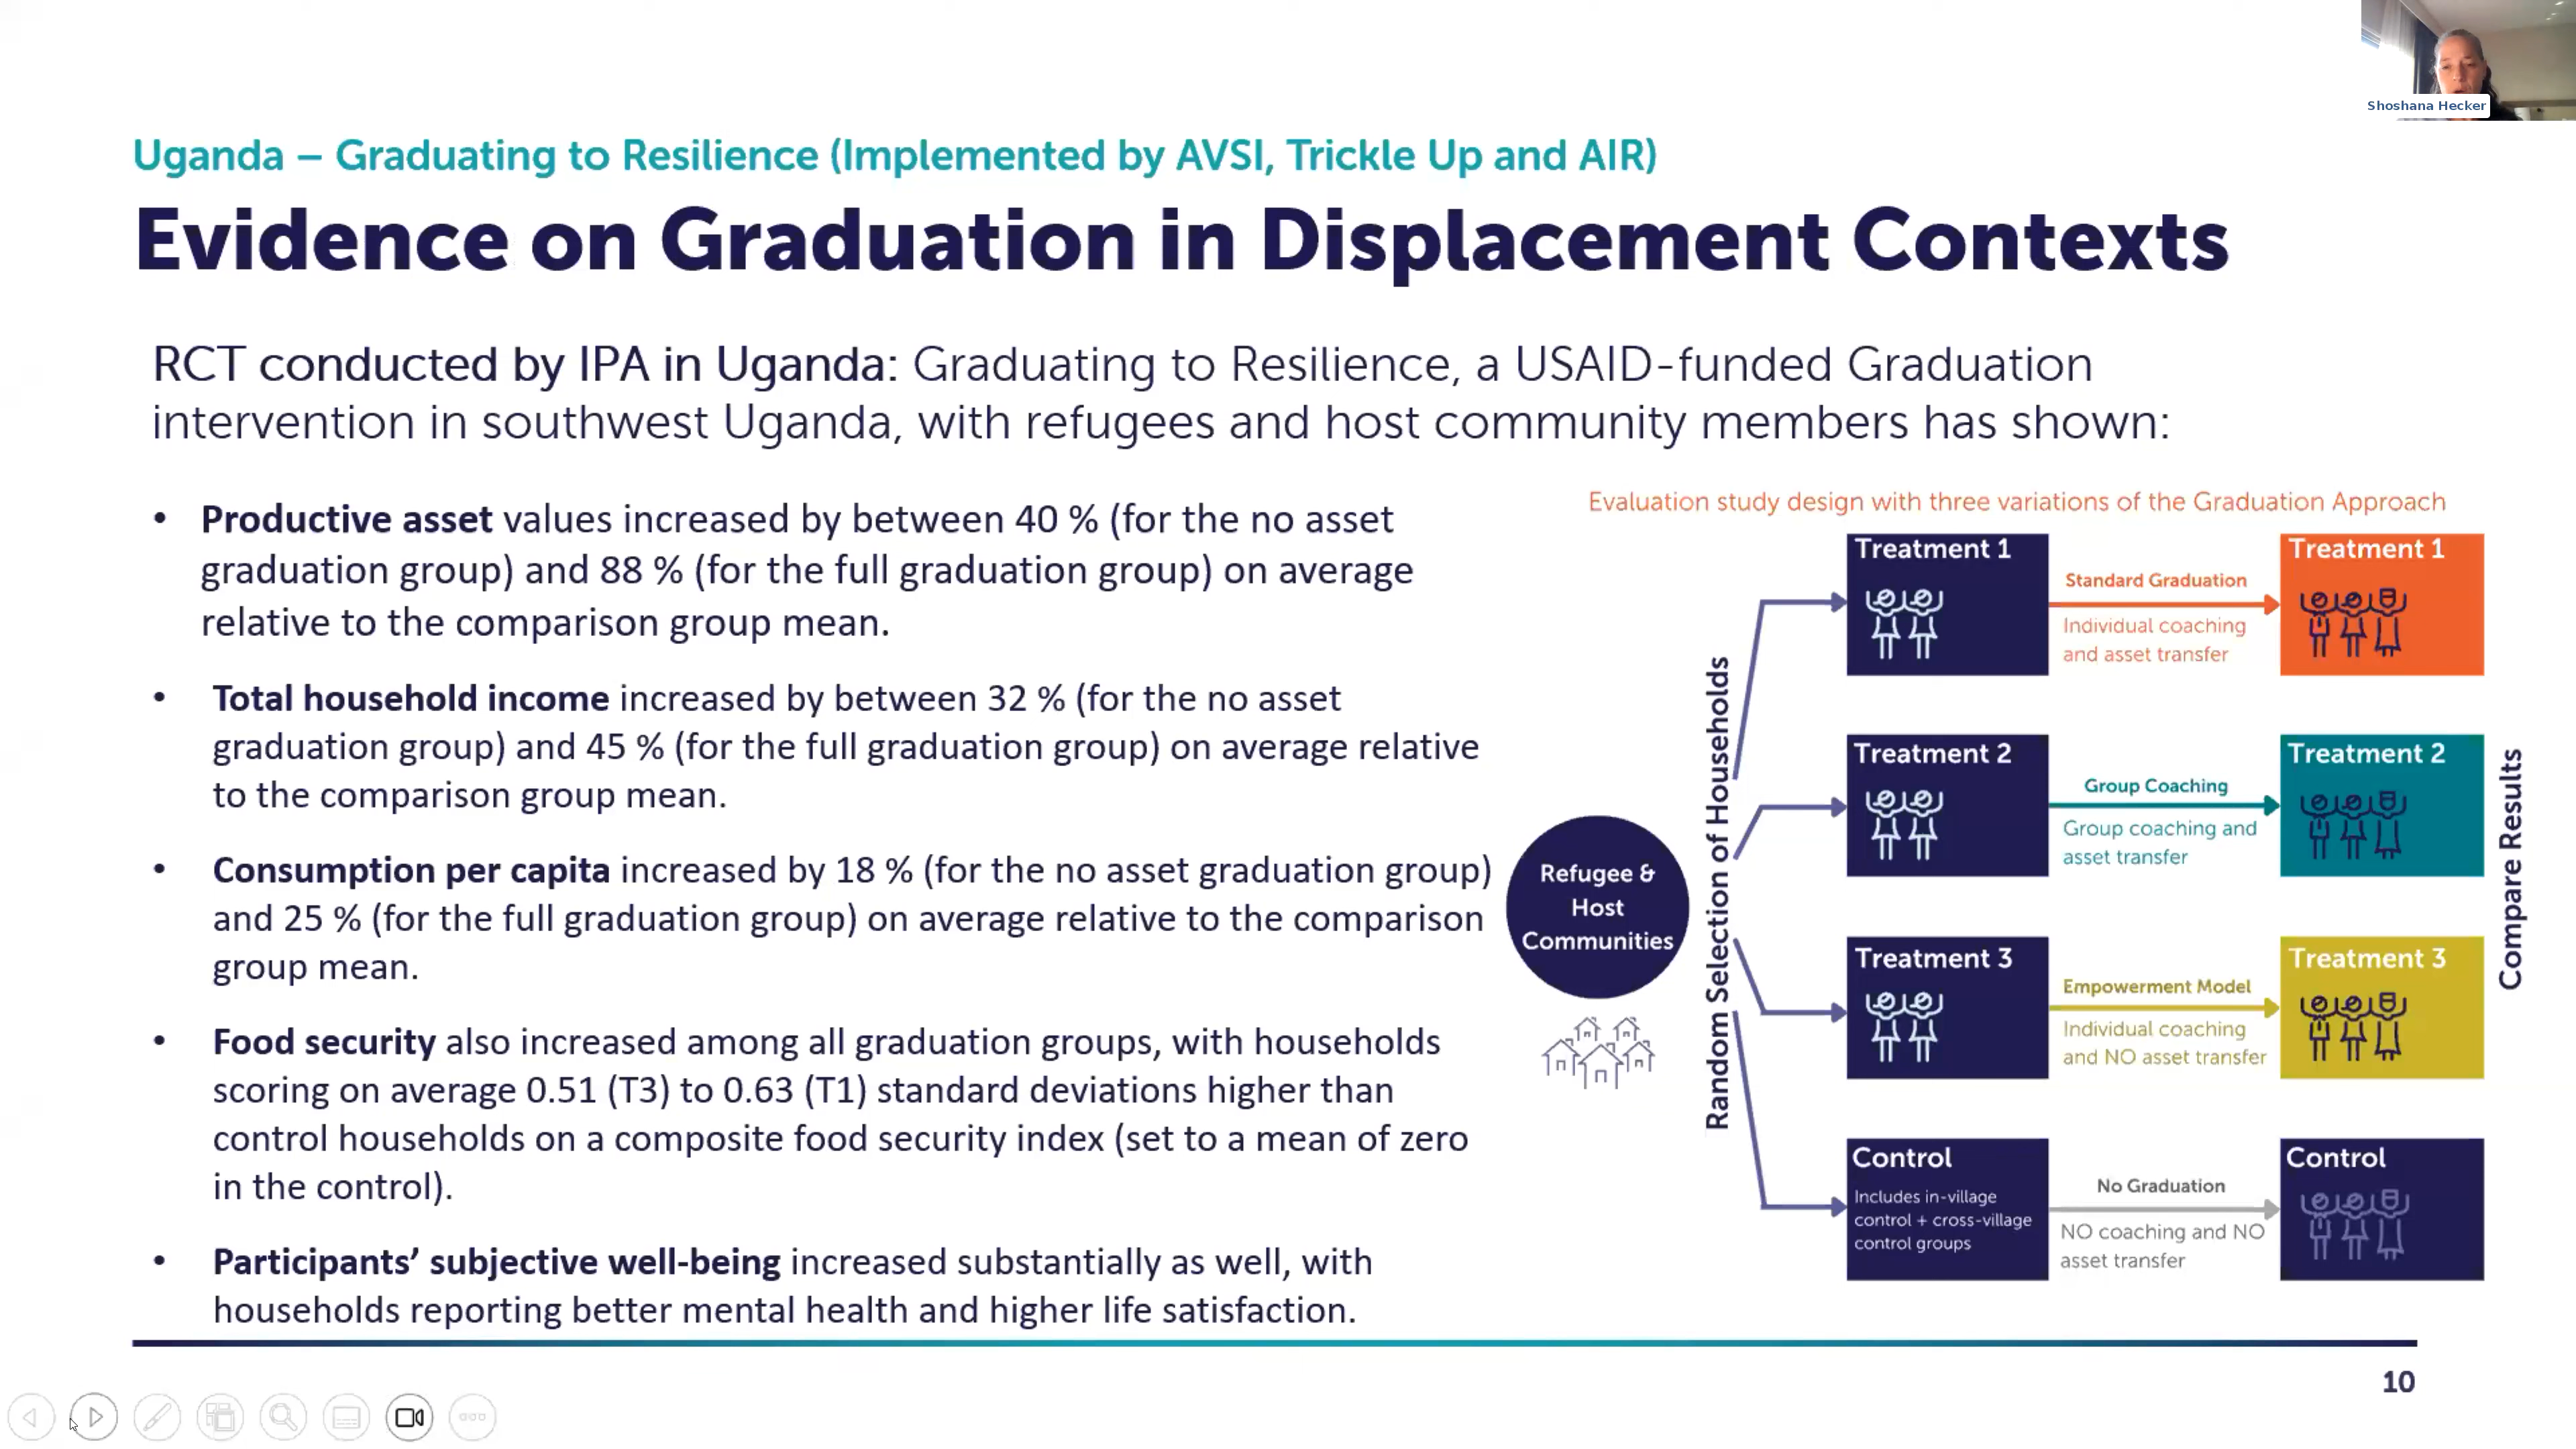 Shoshana Hecker
Uganda – Graduating to Resilience (Implemented by AVSI, Trickle Up and AIR)
Evidence on Graduation in Displacement Contexts
RCT conducted by IPA in Uganda: Graduating to Resilience, a USAID-funded Graduation
intervention in southwest Uganda, with refugees and host community members has shown:
• Productive asset values increased by between 40 % (for the no asset
graduation group) and 88 % (for the full graduation group) on average
relative to the comparison group mean.
• Total household income increased by between 32 % (for the no asset
graduation group) and 45 % (for the full graduation group) on average relative
to the comparison group mean.
• Consumption per capita increased by 18 % (for the no asset graduation group)
and 25 % (for the full graduation group) on average relative to the comparison
group mean.
• Food security also increased among all graduation groups, with households
scoring on average 0.51 (T3) to 0.63 (T1) standard deviations higher than
control households on a composite food security index (set to a mean of zero
in the control).
• Participants’ subjective well-being increased substantially as well, with
households reporting better mental health and higher life satisfaction.
Evaluation study design with three variations of the Graduation Approach
Refugee &
Host
Communities
Random Selection of Households
Treatment 1
Standard Graduation
Individual coaching
and asset transfer
Treatment 1
Treatment 2
Group Coaching
Group coaching and
asset transfer
Treatment 2
Treatment 3
Empowerment Model
Individual coaching
and NO asset transfer
Treatment 3
Control
Includes in-village
control + cross-village
control groups
No Graduation
NO coaching and NO
asset transfer
Control
Compare Results
10